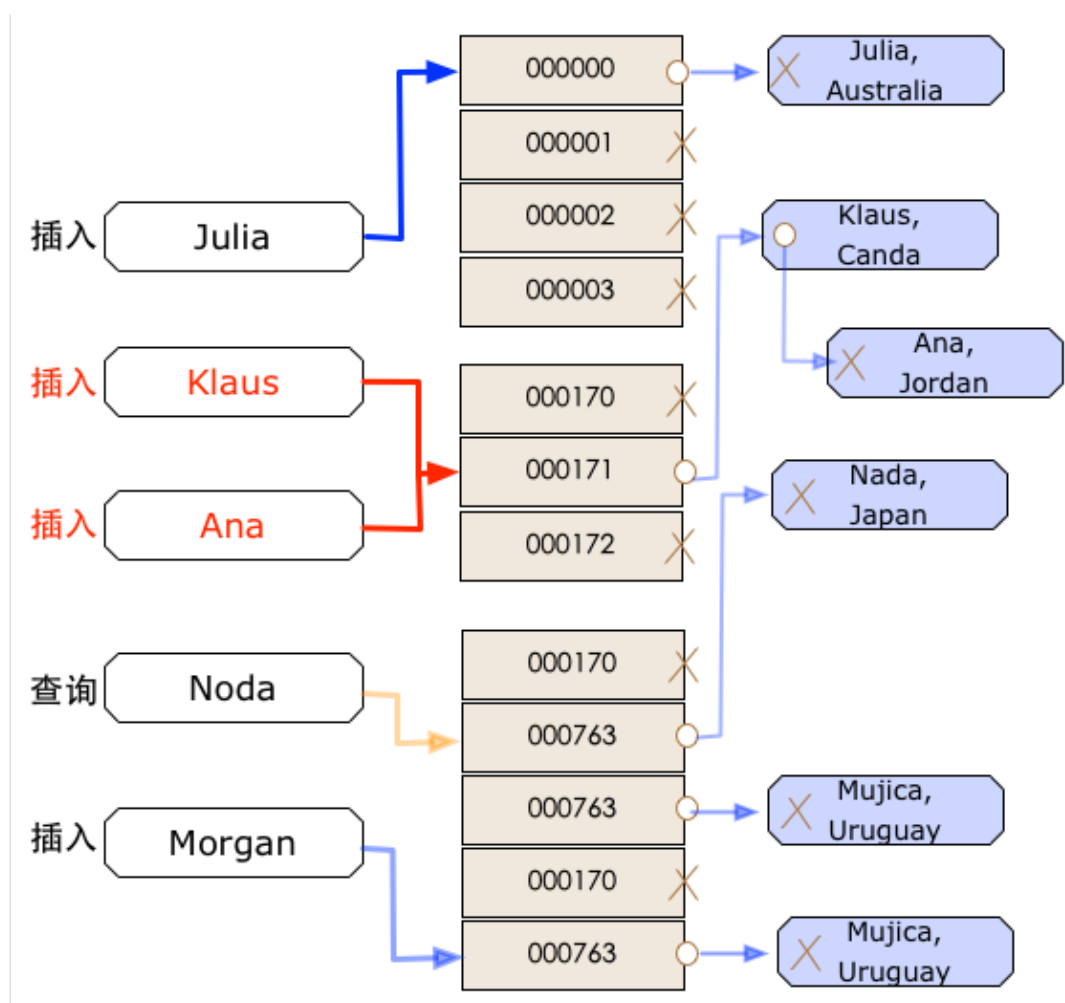 000000
Julia,
Australia
000001
插入 Julia
000002
Klaus,
Canda
000003
插入 Klaus
000170
Ana,
Jordan
000171
Nada,
Japan
插入 Ana
000172
查询 Noda
000170
000763
000763
Mujica,
Uruguay
插入 Morgan
000170
000763
Mujica,
Uruguay